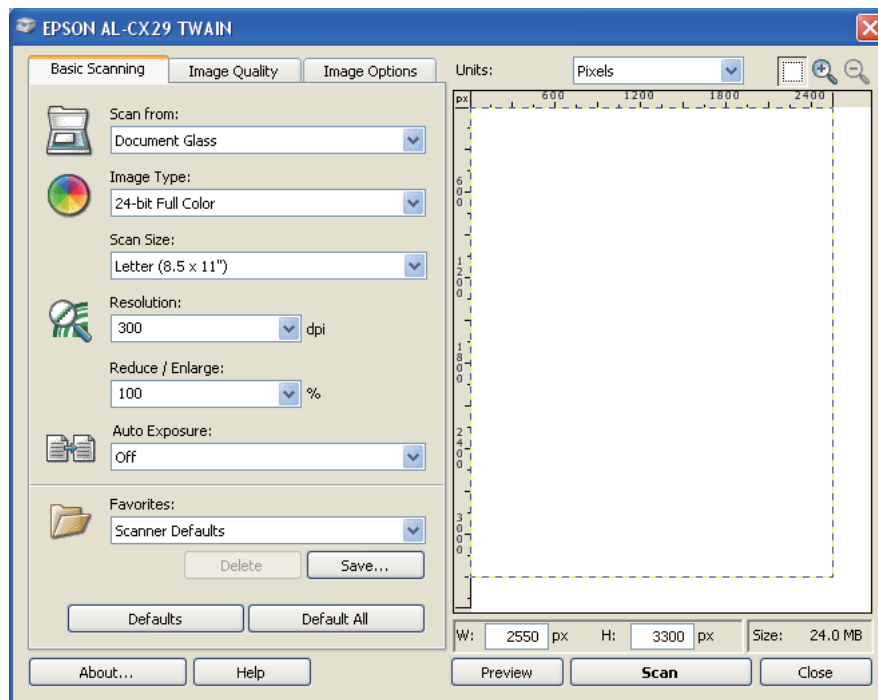 EPSON AL-CX29 TWAIN
Basic Scanning
Image Quality
Image Options
Scan from:
Document Glass
Image Type:
24-bit Full Color
Scan Size:
Letter (8.5 x 11")
Resolution:
300 dpi
Reduce / Enlarge:
100 %
Auto Exposure:
Off
Favorites:
Scanner Defaults
Delete
Save...
Defaults
Default All
About...
Help
Units:
Pixels
px 600 1200 1800 2400
600
1200
1800
2400
3000
W: 2550 px H: 3300 px Size: 24.0 MB
Preview
Scan
Close